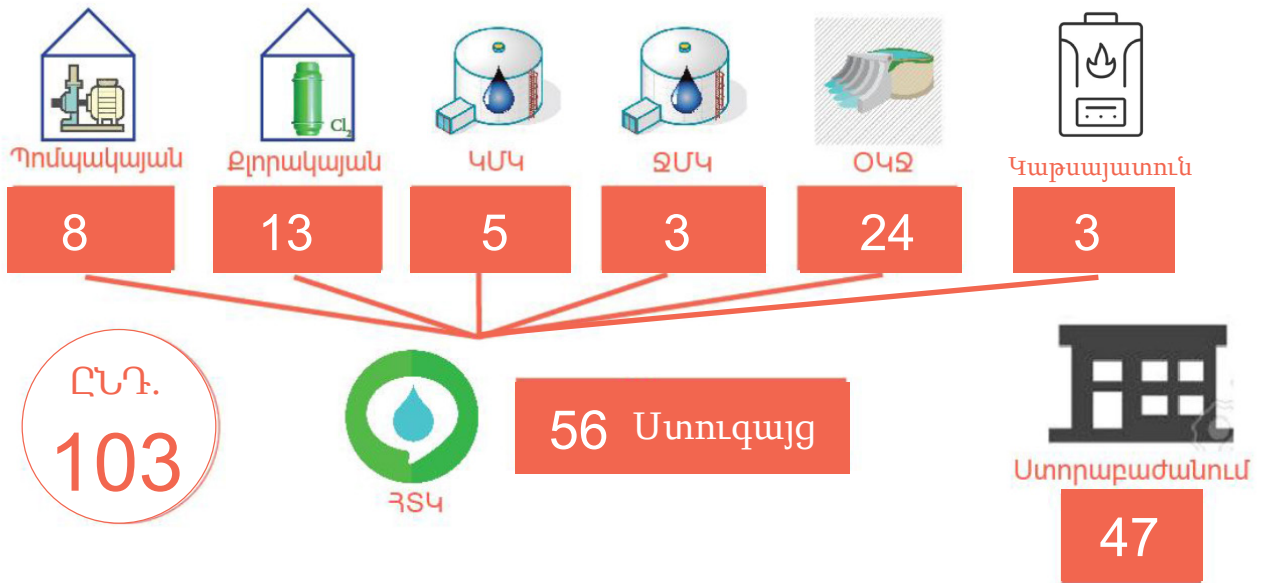 Cl2
Պոմպակայան
Քլորակայան
ԿՄԿ
ՋՄԿ
ՕԿՋ
Կաթսայատուն
8
13
5
3
24
3
ԸՆԴ.
103
ՀՏԿ
56 Ստուգայց
Ստորաբաժանում
47